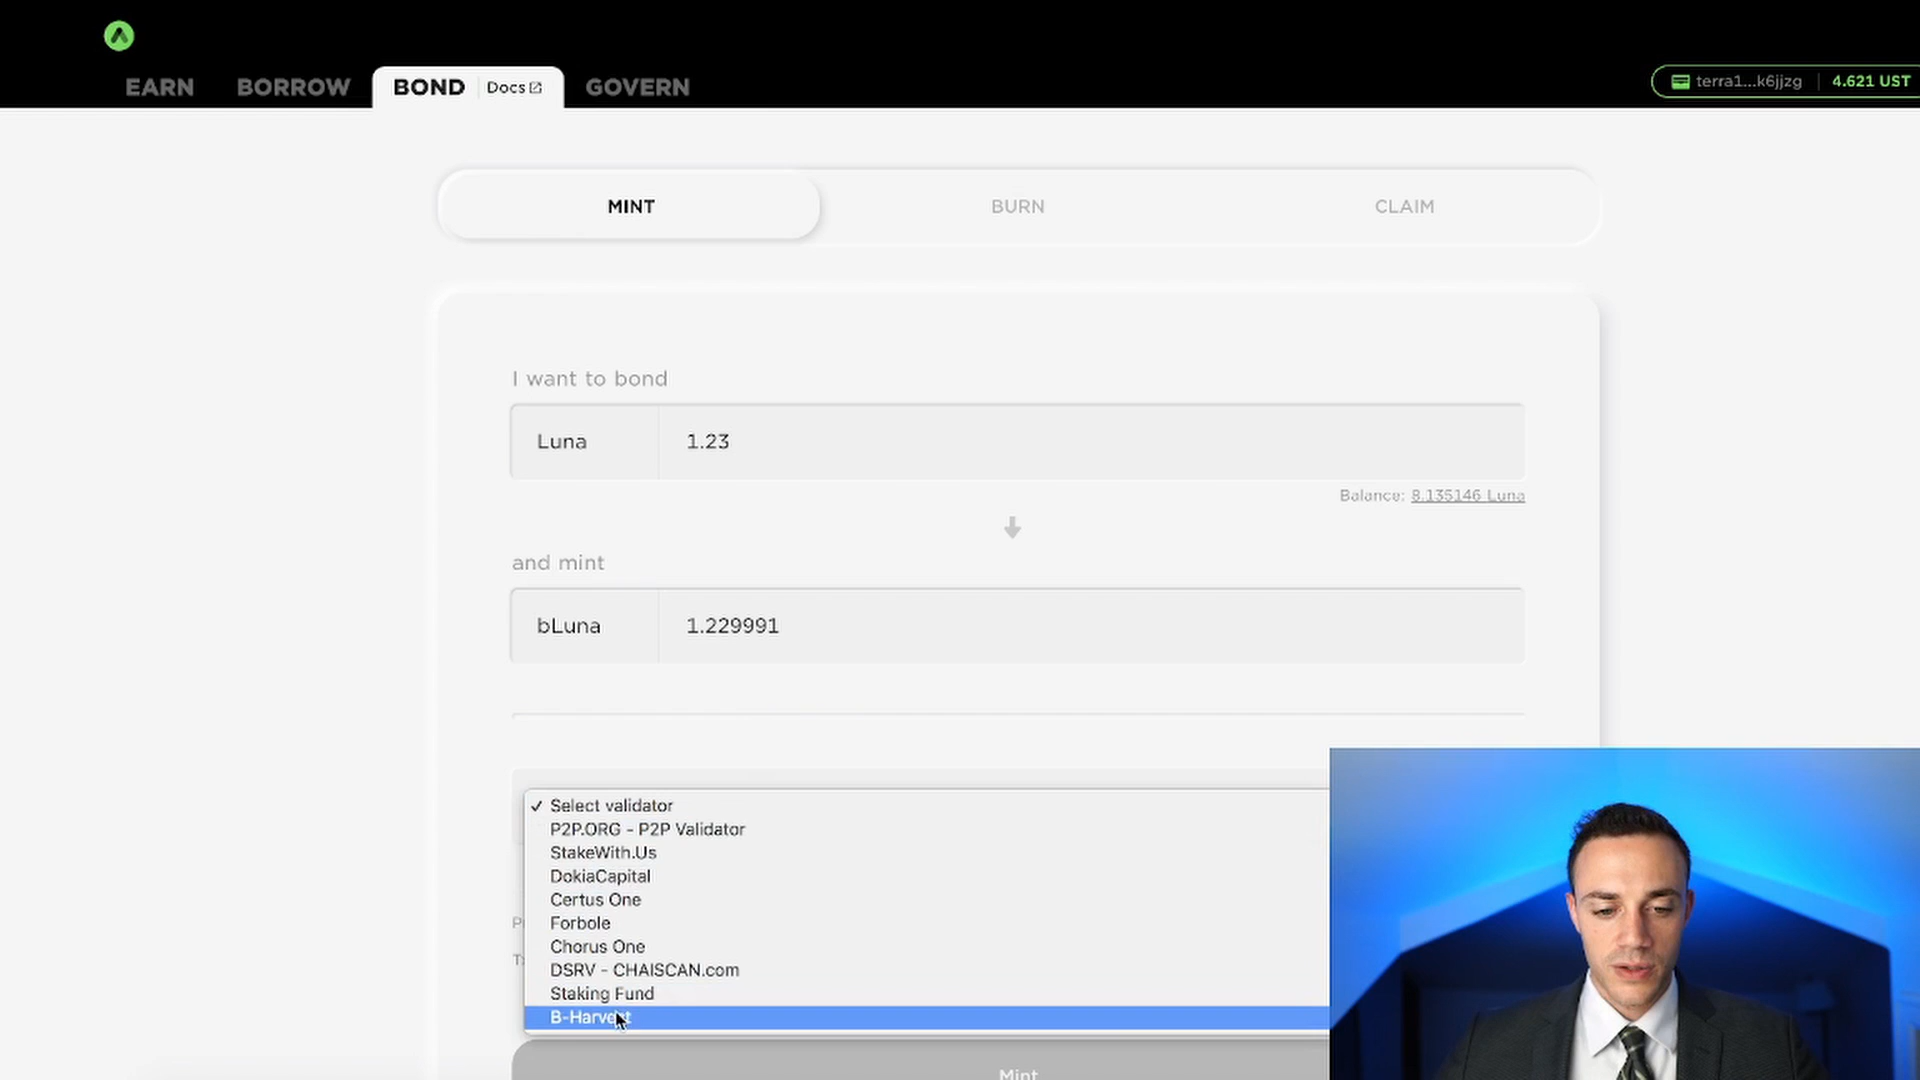 EARN BORROW BOND Docs GOVERN
terra1...k6jjzg 4.621 UST
MINT BURN CLAIM
I want to bond
Luna 1.23
Balance: 8.135146 Luna
and mint
bLuna 1.229991
Select validator
P2P.ORG - P2P Validator
StakeWith.Us
DokiaCapital
Certus One
Forbole
Chorus One
DSRV - CHAISCAN.com
Staking Fund
B-Harvest
Mint